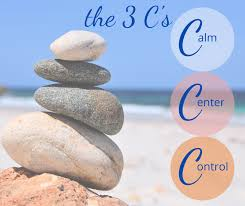 the 3 C's
Calm
Center
Control